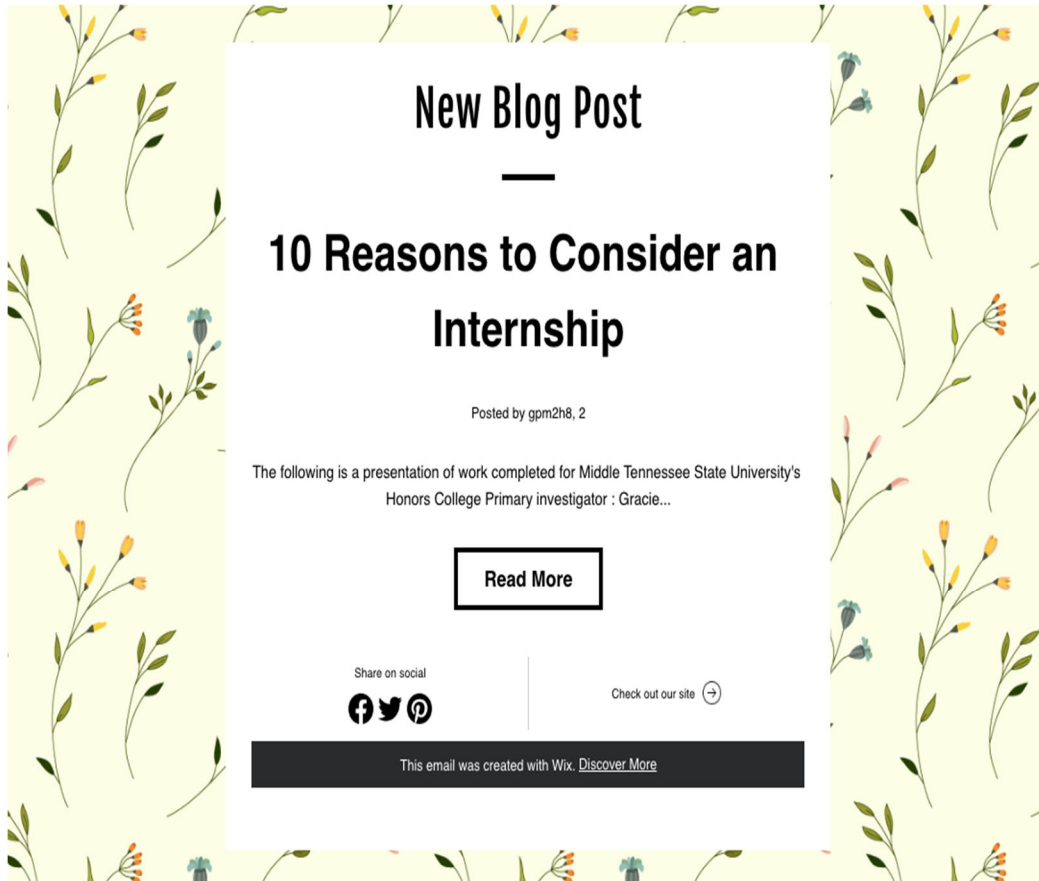 New Blog Post
10 Reasons to Consider an
Internship
Posted by gpm2h8, 2
The following is a presentation of work completed for Middle Tennessee State University's
Honors College Primary investigator : Gracie...
Read More
Share on social
Check out our site
This email was created with Wix. Discover More